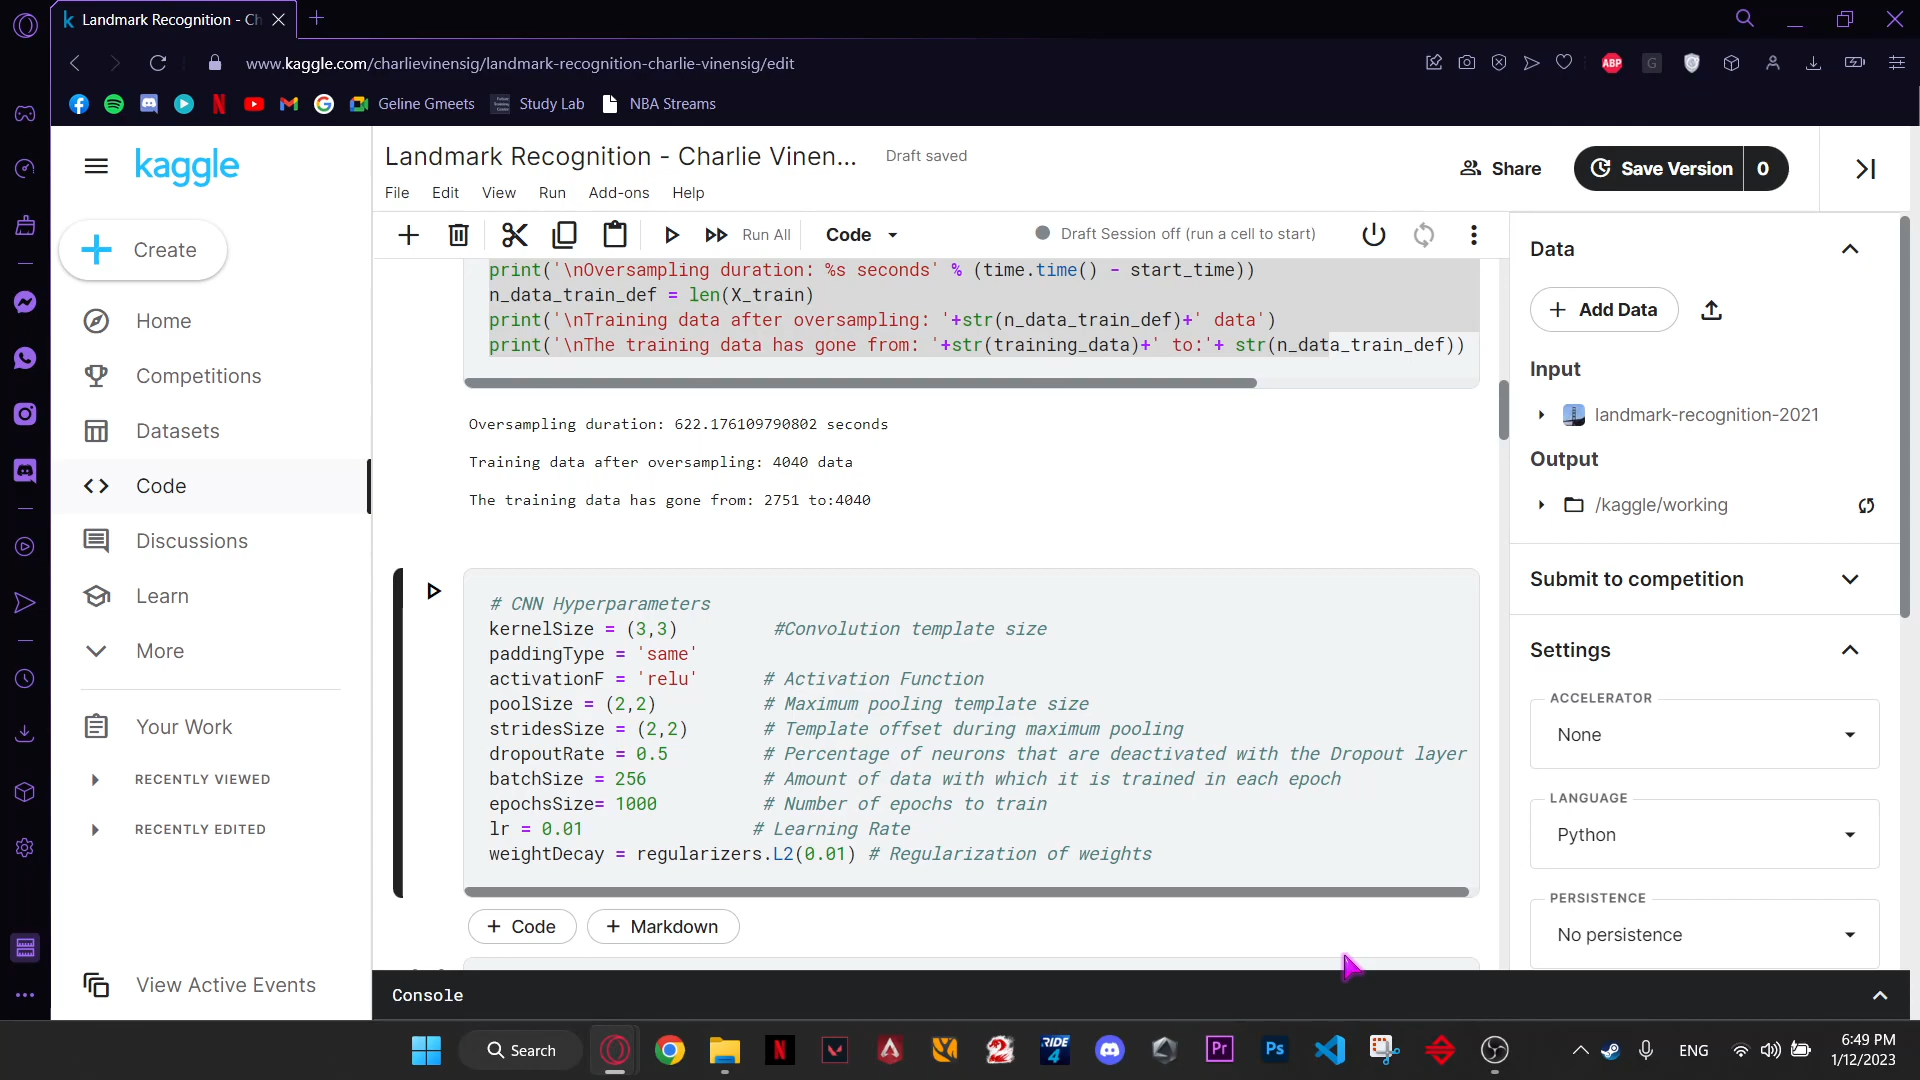 Landmark Recognition - Ch
www.kaggle.com/charlievinensig/landmark-recognition-charlie-vinensig/edit
ABP
G
Geline Gmeets
Study Lab
NBA Streams
kaggle
Landmark Recognition - Charlie Vinen...
Draft saved
Share
Save Version
0
File
Edit
View
Run
Add-ons
Help
Create
Run All
Code
Draft Session off (run a cell to start)
Home
Competitions
Datasets
Code
Discussions
Learn
More
Your Work
RECENTLY VIEWED
RECENTLY EDITED
View Active Events
print('\nOversampling duration: %s seconds' % (time.time() - start_time))
n_data_train_def = len(X_train)
print('\nTraining data after oversampling: '+str(n_data_train_def)+' data')
print('\nThe training data has gone from: '+str(training_data)+' to:'+ str(n_data_train_def))
Oversampling duration: 622.176109790802 seconds
Training data after oversampling: 4040 data
The training data has gone from: 2751 to:4040
# CNN Hyperparameters
kernelSize = (3,3) #Convolution template size
paddingType = 'same'
activationF = 'relu' # Activation Function
poolSize = (2,2) # Maximum pooling template size
stridesSize = (2,2) # Template offset during maximum pooling
dropoutRate = 0.5 # Percentage of neurons that are deactivated with the Dropout layer
batchSize = 256 # Amount of data with which it is trained in each epoch
epochsSize= 1000 # Number of epochs to train
lr = 0.01 # Learning Rate
weightDecay = regularizers.L2(0.01) # Regularization of weights
+ Code
+ Markdown
Console
Data
Add Data
Input
landmark-recognition-2021
Output
/kaggle/working
Submit to competition
Settings
ACCELERATOR
None
LANGUAGE
Python
PERSISTENCE
No persistence
Search
RIDE 4
Pr
Ps
ENG
6:49 PM
1/12/2023